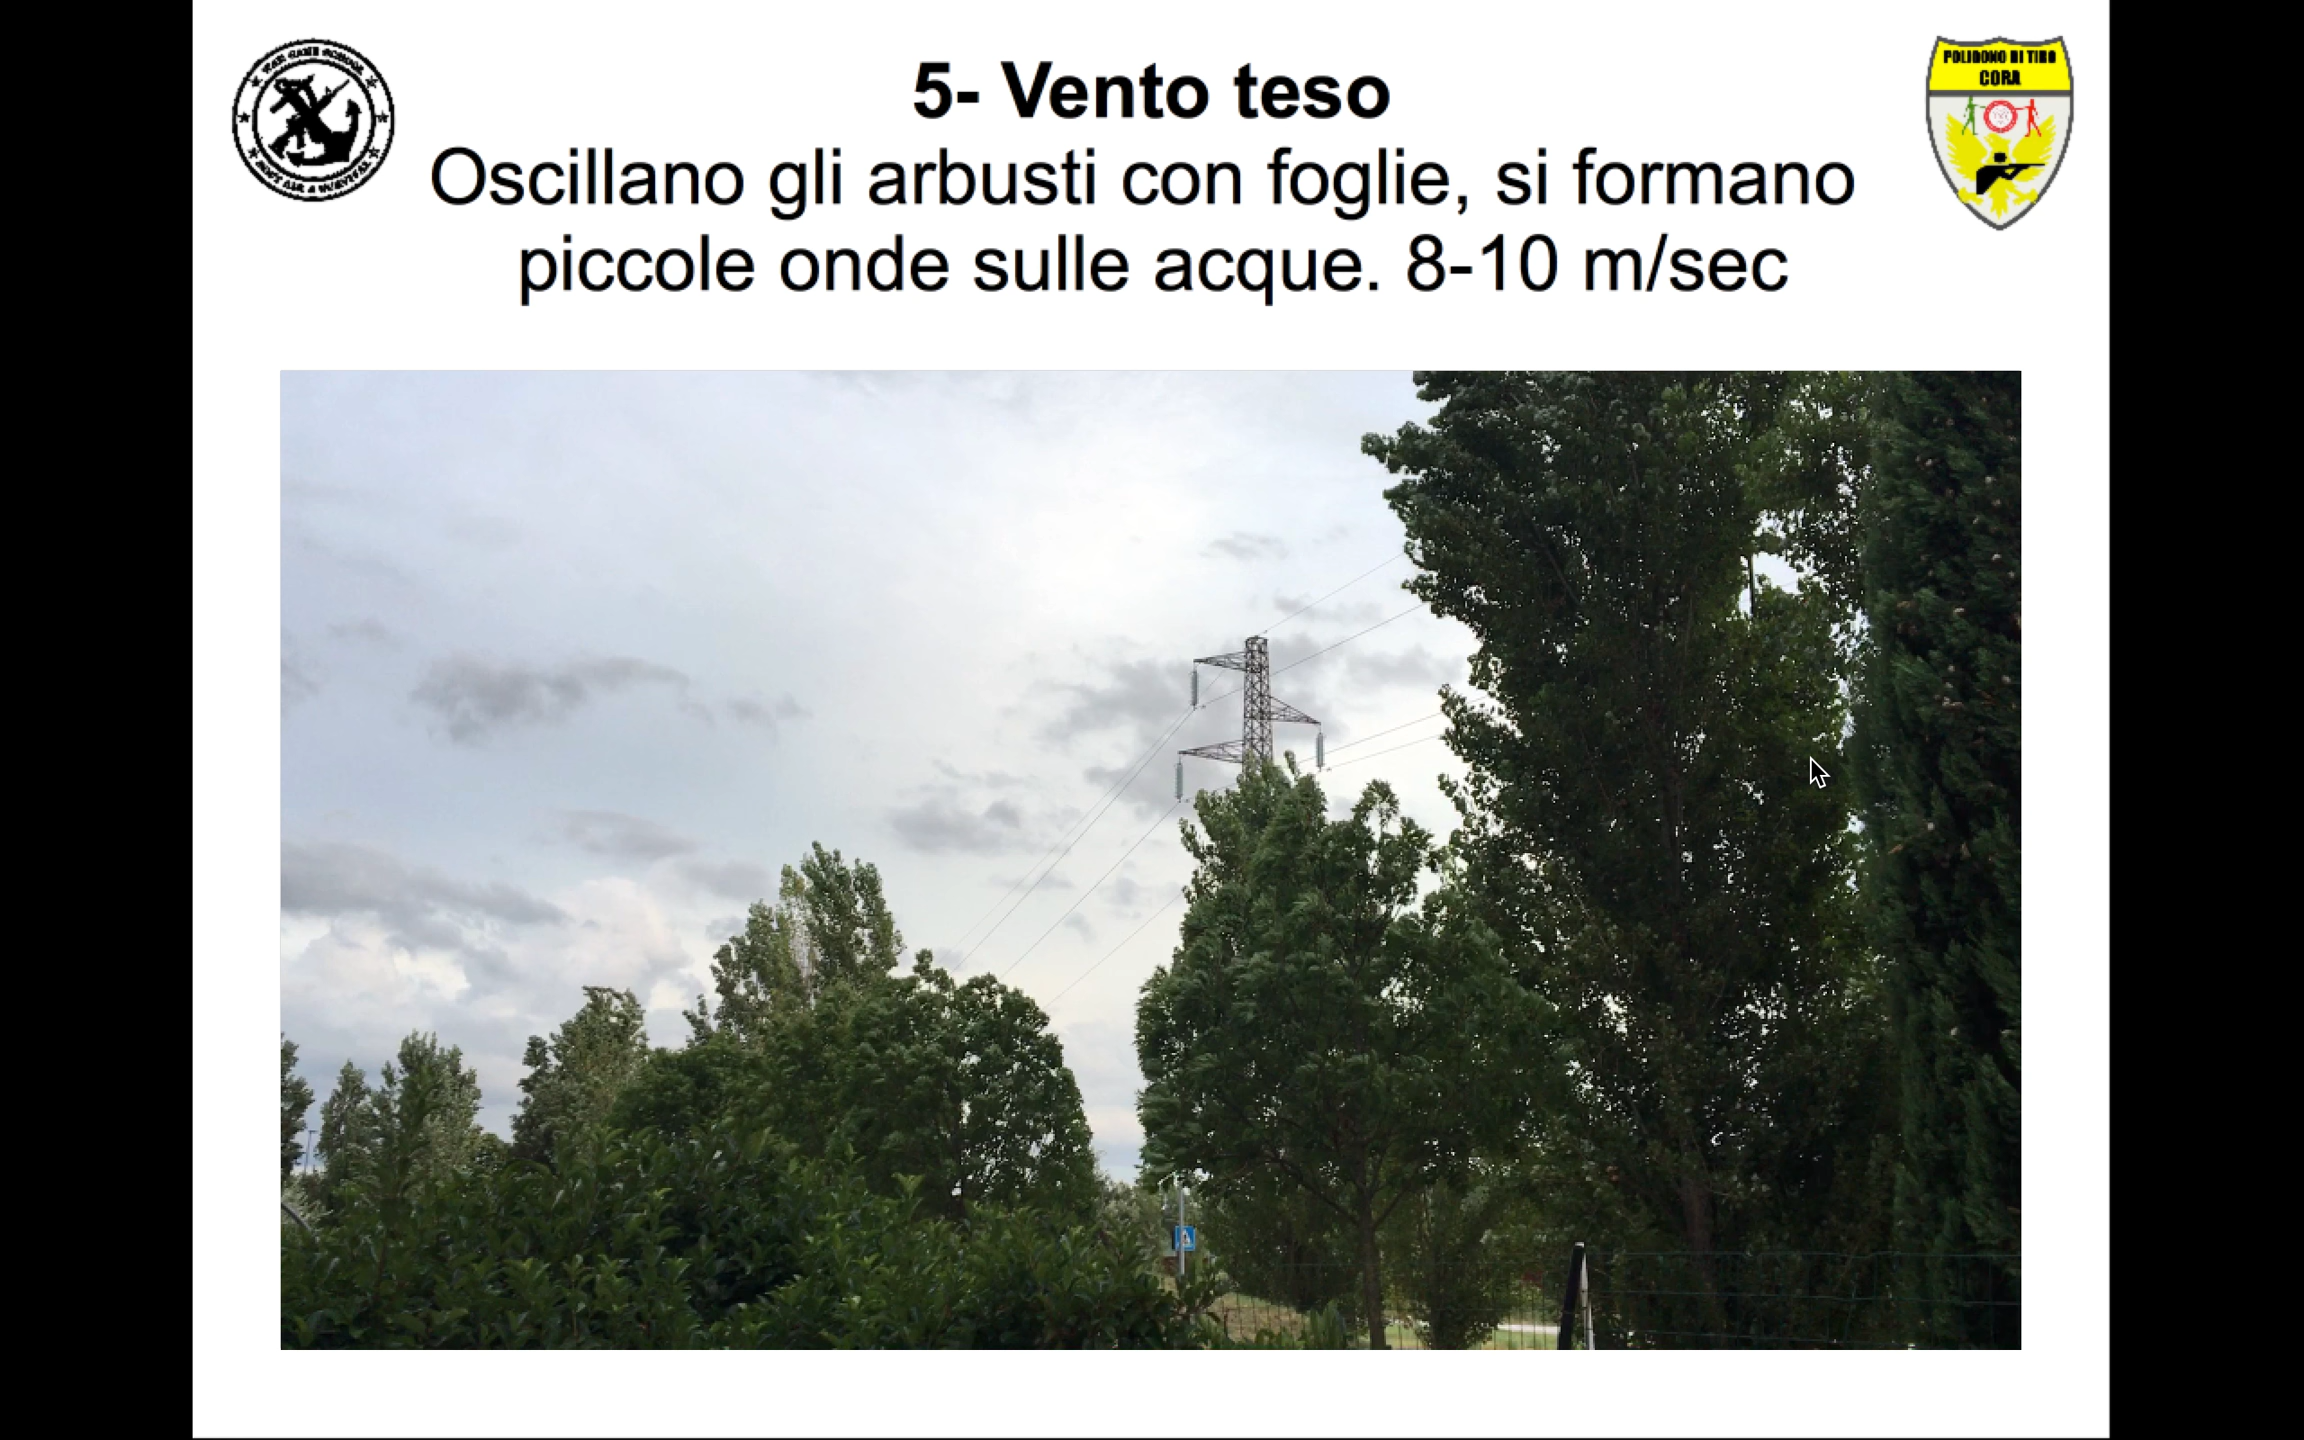 5- Vento teso
Oscillano gli arbusti con foglie, si formano
piccole onde sulle acque. 8-10 m/sec
POLIGONO DI TIRO
CORA